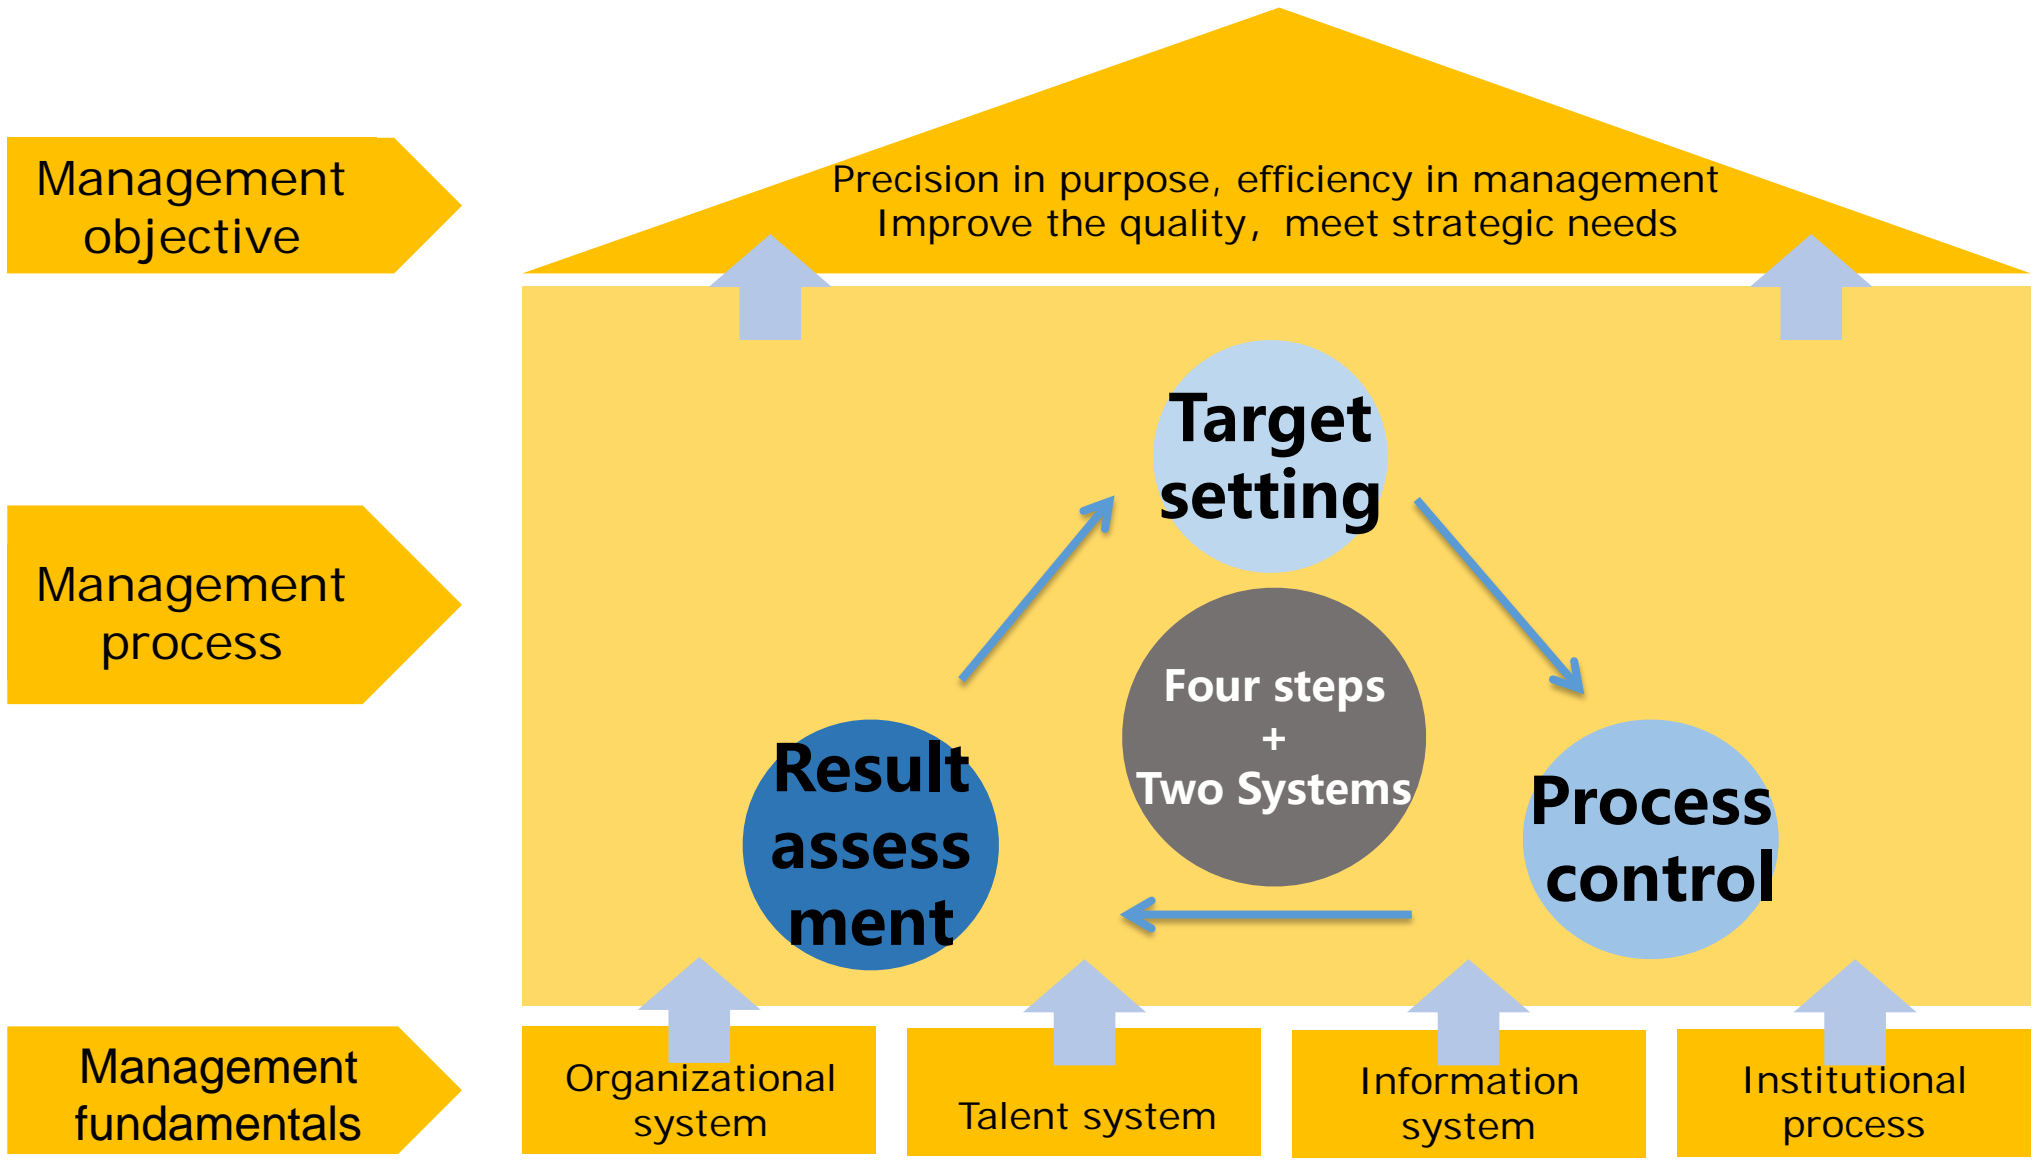 Management
objective
Precision in purpose, efficiency in management
Improve the quality, meet strategic needs
Management
process
Target
setting
Four steps
+
Two Systems
Result
assess
ment
Process
control
Management
fundamentals
Organizational
system
Talent system
Information
system
Institutional
process